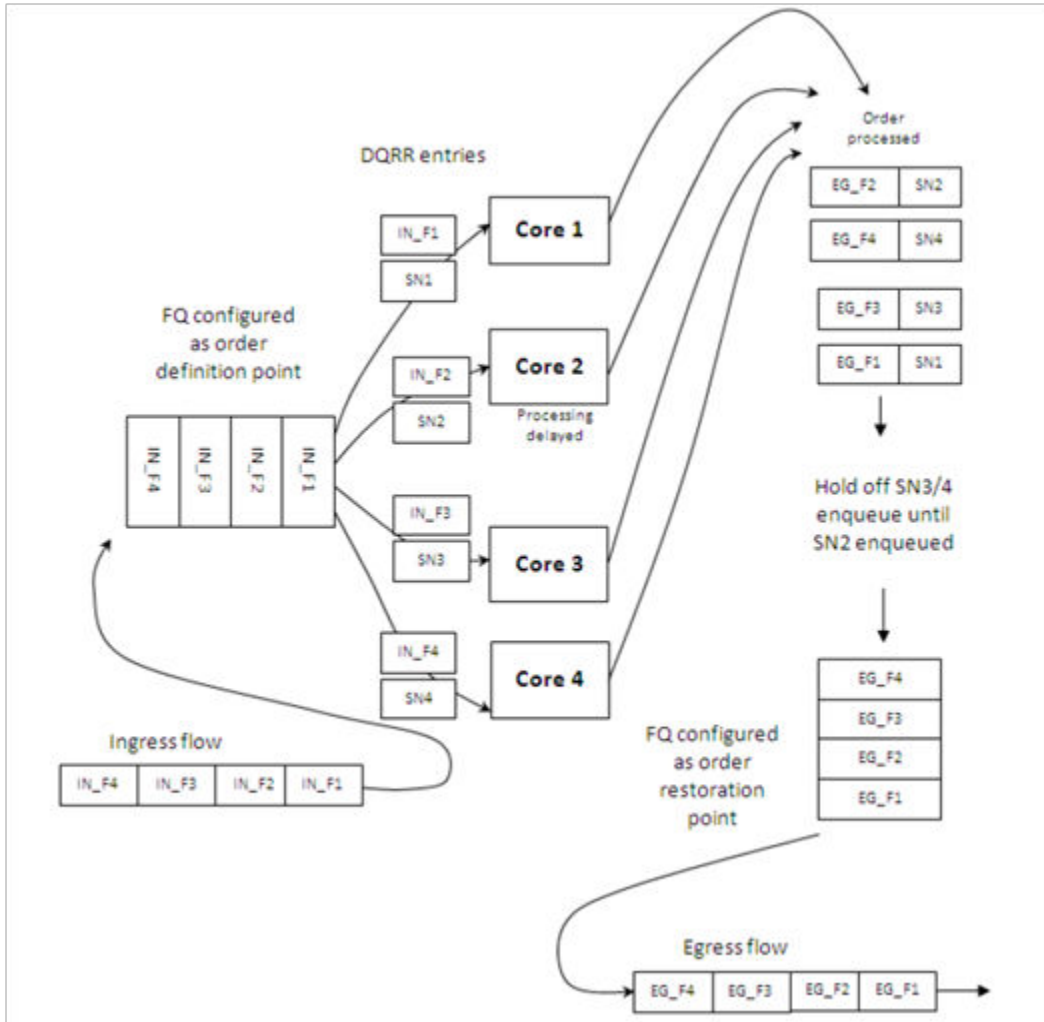 Order
processed
DQRR entries
EG_F2 SN2
IN_F1
Core 1
EG_F4 SN4
SN1
FQ configured
as order
definition point
EG_F3 SN3
IN_F2
Core 2
EG_F1 SN1
SN2
Processing
delayed
IN_F4 IN_F3 IN_F2 IN_F1
Hold off SN3/4
enqueue until
SN2 enqueued
IN_F3
SN3
Core 3
IN_F4
Core 4
SN4
EG_F4
EG_F3
EG_F2
EG_F1
FQ configured
as order
restoration
point
Ingress flow
IN_F4 IN_F3 IN_F2 IN_F1
Egress flow
EG_F4 EG_F3 EG_F2 EG_F1